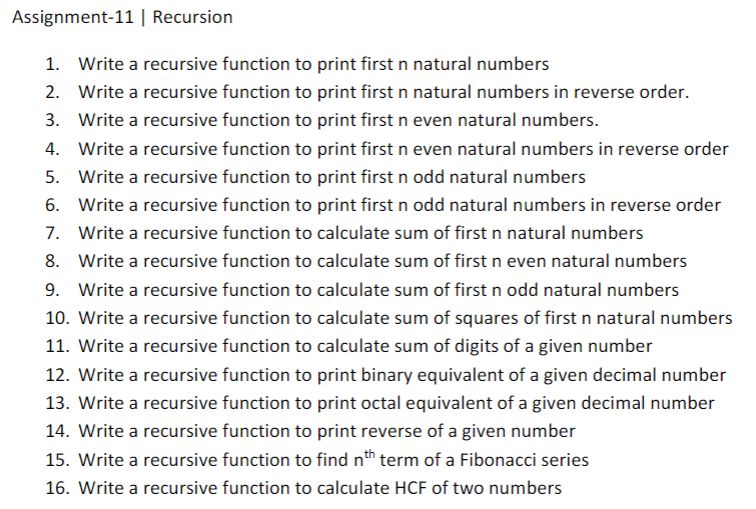 Assignment-11 | Recursion
1. Write a recursive function to print first n natural numbers
2. Write a recursive function to print first n natural numbers in reverse order.
3. Write a recursive function to print first n even natural numbers.
4. Write a recursive function to print first n even natural numbers in reverse order
5. Write a recursive function to print first n odd natural numbers
6. Write a recursive function to print first n odd natural numbers in reverse order
7. Write a recursive function to calculate sum of first n natural numbers
8. Write a recursive function to calculate sum of first n even natural numbers
9. Write a recursive function to calculate sum of first n odd natural numbers
10. Write a recursive function to calculate sum of squares of first n natural numbers
11. Write a recursive function to calculate sum of digits of a given number
12. Write a recursive function to print binary equivalent of a given decimal number
13. Write a recursive function to print octal equivalent of a given decimal number
14. Write a recursive function to print reverse of a given number
15. Write a recursive function to find nth term of a Fibonacci series
16. Write a recursive function to calculate HCF of two numbers